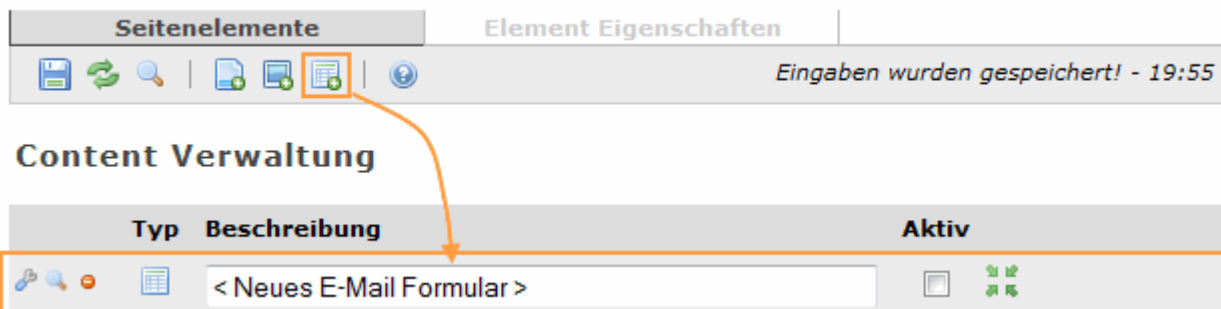 Seitenelemente Element Eigenschaften
Eingaben wurden gespeichert! - 19:55
Content Verwaltung
Typ Beschreibung Aktiv
< Neues E-Mail Formular >